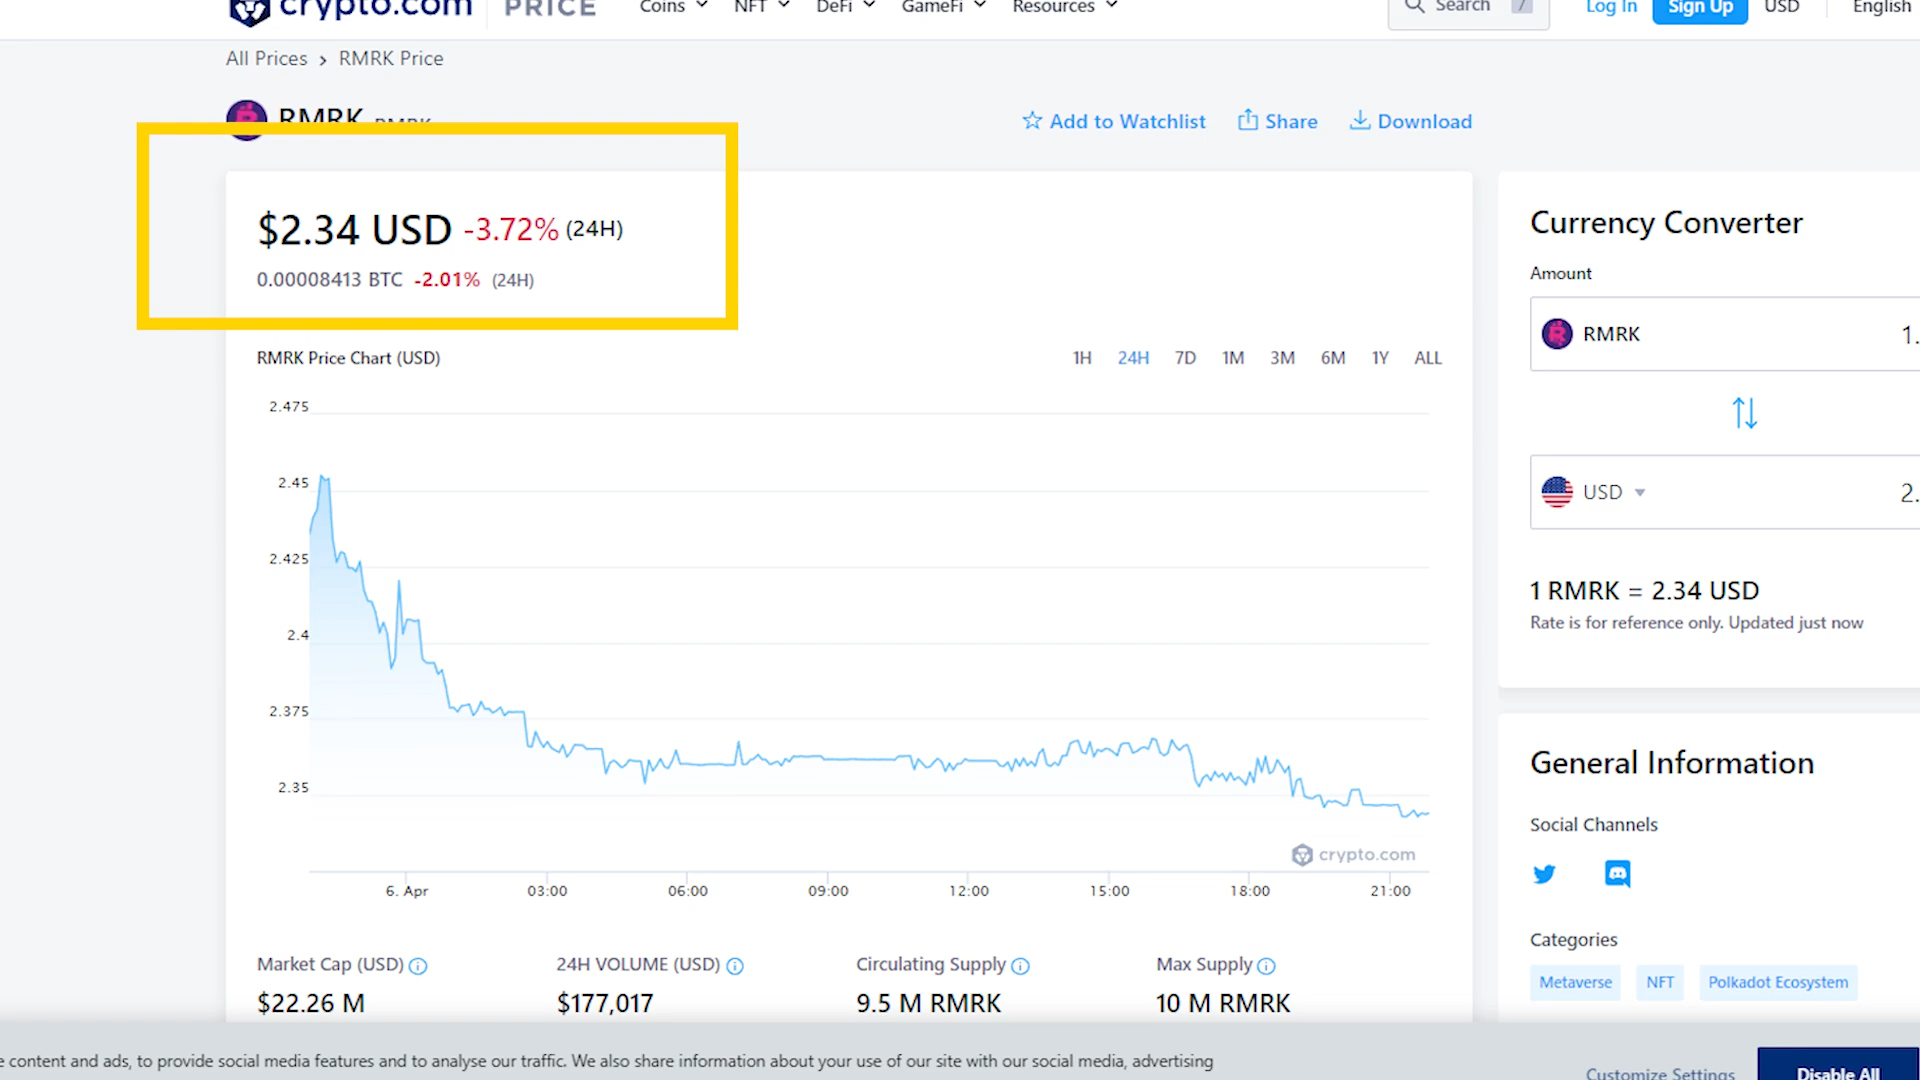 crypto.com PRICE Coins NFT DeFi GameFi Resources Search / Log In Sign Up USD English
All Prices > RMRK Price
RMRK RMRK
Add to Watchlist Share Download
$2.34 USD -3.72% (24H)
0.00008413 BTC -2.01% (24H)
RMRK Price Chart (USD)
1H 24H 7D 1M 3M 6M 1Y ALL
2.475
2.45
2.425
2.4
2.375
2.35
crypto.com
6. Apr 03:00 06:00 09:00 12:00 15:00 18:00 21:00
Market Cap (USD) 24H VOLUME (USD) Circulating Supply Max Supply
$22.26 M $177,017 9.5 M RMRK 10 M RMRK
Currency Converter
Amount
RMRK 1.
USD 2.
1 RMRK = 2.34 USD
Rate is for reference only. Updated just now
General Information
Social Channels
Categories
Metaverse NFT Polkadot Ecosystem
content and ads, to provide social media features and to analyse our traffic. We also share information about your use of our site with our social media, advertising
Customize Settings Disable All